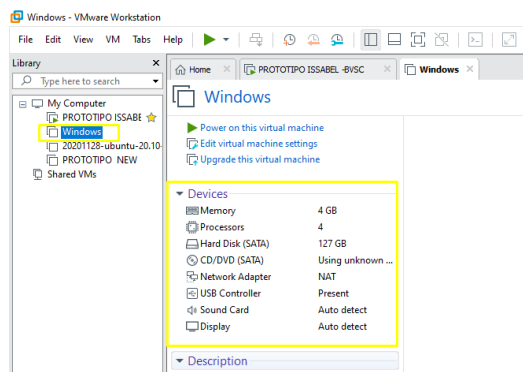 Windows - VMware Workstation
File Edit View VM Tabs Help
Library
Type here to search
My Computer
PROTOTIPO ISSABE
Windows
20201128-ubuntu-20.10-
PROTOTIPO NEW
Shared VMs
Home PROTOTIPO ISSABEL -BVSC Windows
Windows
Power on this virtual machine
Edit virtual machine settings
Upgrade this virtual machine
Devices
Memory 4 GB
Processors 4
Hard Disk (SATA) 127 GB
CD/DVD (SATA) Using unknown ...
Network Adapter NAT
USB Controller Present
Sound Card Auto detect
Display Auto detect
Description